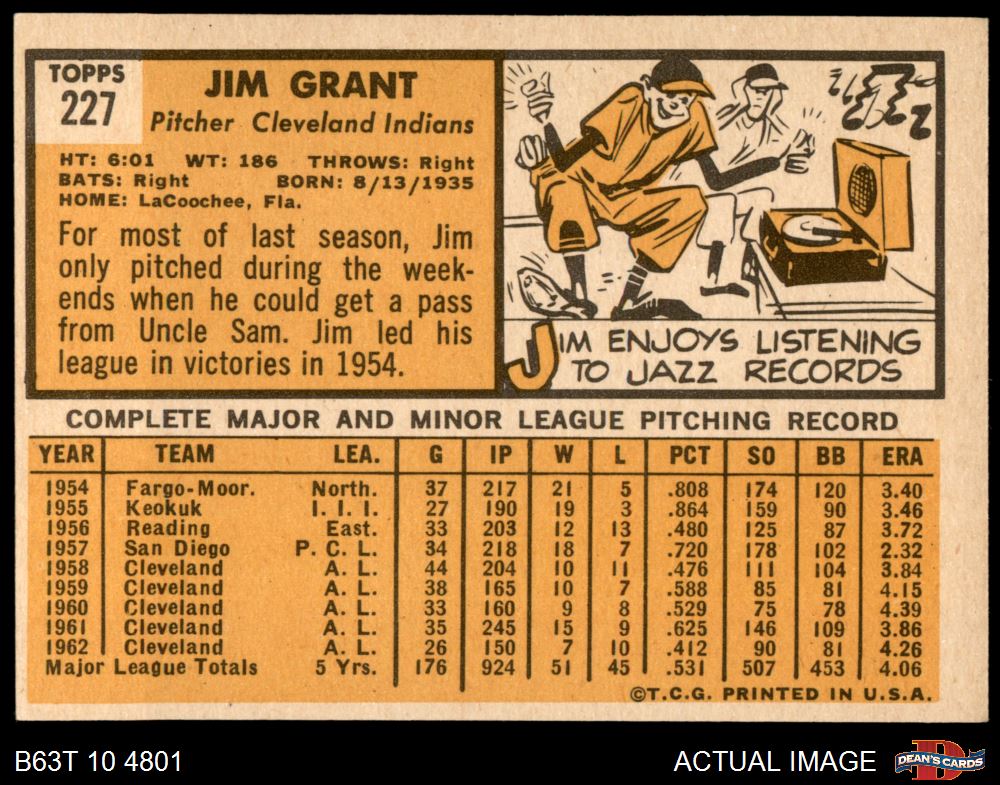 TOPPS
227
JIM GRANT
Pitcher Cleveland Indians
HT: 6:01 WT: 186 THROWS: Right
BATS: Right BORN: 8/13/1935
HOME: LaCoochee, Fla.
For most of last season, Jim
only pitched during the week-
ends when he could get a pass
from Uncle Sam. Jim led his
league in victories in 1954.
JIM ENJOYS LISTENING
TO JAZZ RECORDS
COMPLETE MAJOR AND MINOR LEAGUE PITCHING RECORD
YEAR TEAM LEA. G IP W L PCT SO BB ERA
1954 Fargo-Moor. North. 37 217 21 5 .808 174 120 3.40
1955 Keokuk I. I. I. 27 190 19 3 .864 159 90 3.46
1956 Reading East. 33 203 12 13 .480 125 87 3.72
1957 San Diego P. C. L. 34 218 18 7 .720 178 102 2.32
1958 Cleveland A. L. 44 204 10 11 .476 111 104 3.84
1959 Cleveland A. L. 38 165 10 7 .588 85 81 4.15
1960 Cleveland A. L. 33 160 9 8 .529 75 78 4.39
1961 Cleveland A. L. 35 245 15 9 .625 146 109 3.86
1962 Cleveland A. L. 26 150 7 10 .412 90 81 4.26
Major League Totals 5 Yrs. 176 924 51 45 .531 507 453 4.06
©T.C.G. PRINTED IN U.S.A.
B63T 10 4801
ACTUAL IMAGE
D
DEAN'S CARDS